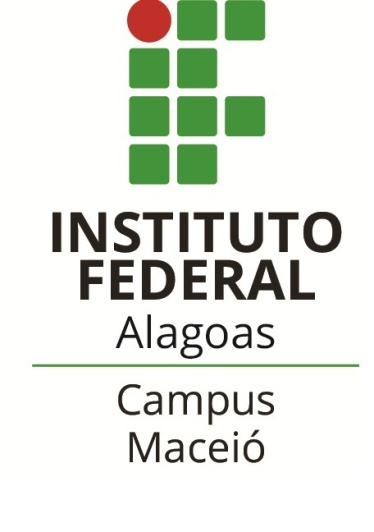 INSTITUTO
FEDERAL
Alagoas
Campus
Maceió